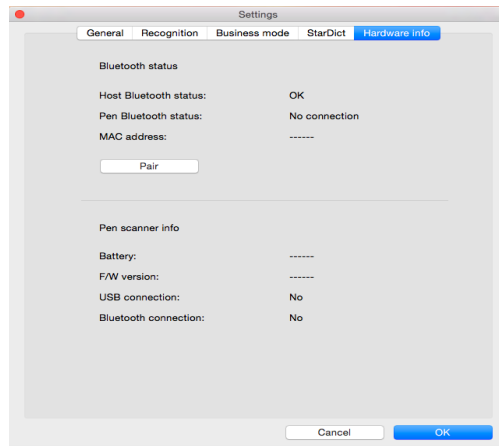 Settings
General Recognition Business mode StarDict Hardware info
Bluetooth status
Host Bluetooth status: OK
Pen Bluetooth status: No connection
MAC address: ------
Pair
Pen scanner info
Battery: ------
F/W version: ------
USB connection: No
Bluetooth connection: No
Cancel OK